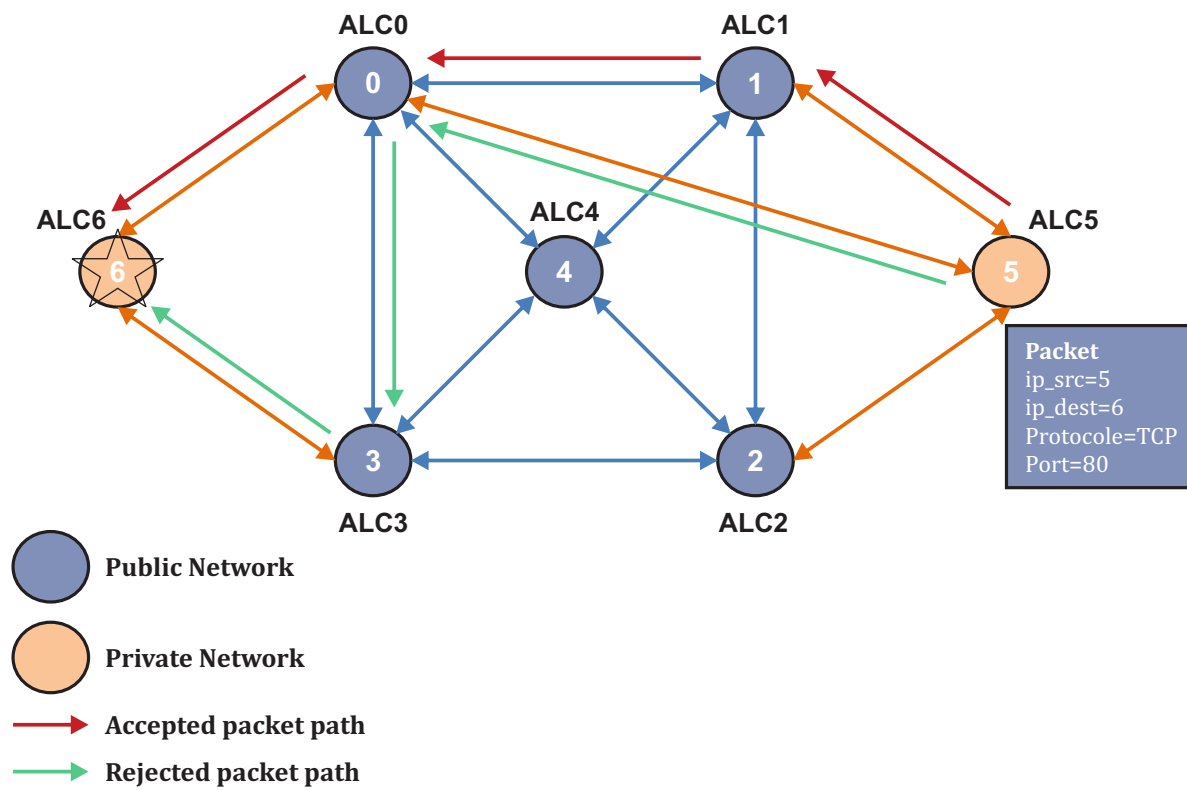 ALC0
ALC1
0
1
ALC6
ALC4
ALC5
6
4
5
Packet
ip_src=5
ip_dest=6
Protocole=TCP
Port=80
3
2
ALC3
ALC2
Public Network
Private Network
Accepted packet path
Rejected packet path